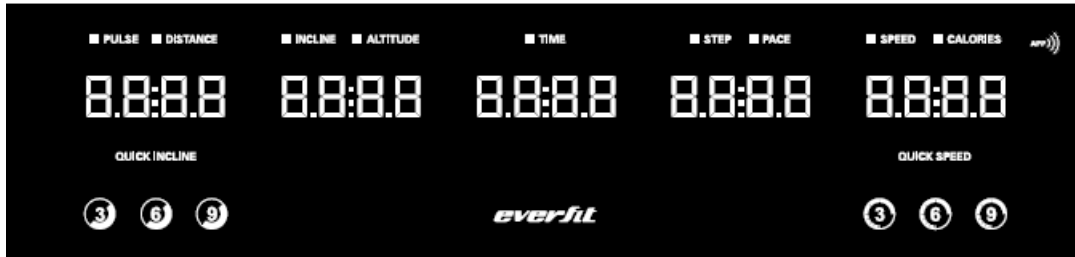 PULSE DISTANCE INCLINE ALTITUDE TIME STEP PACE SPEED CALORIES APP
8.8:8.8 8.8:8.8 8.8:8.8 8.8:8.8 8.8:8.8
QUICK INCLINE QUICK SPEED
3 6 9 everfit 3 6 9